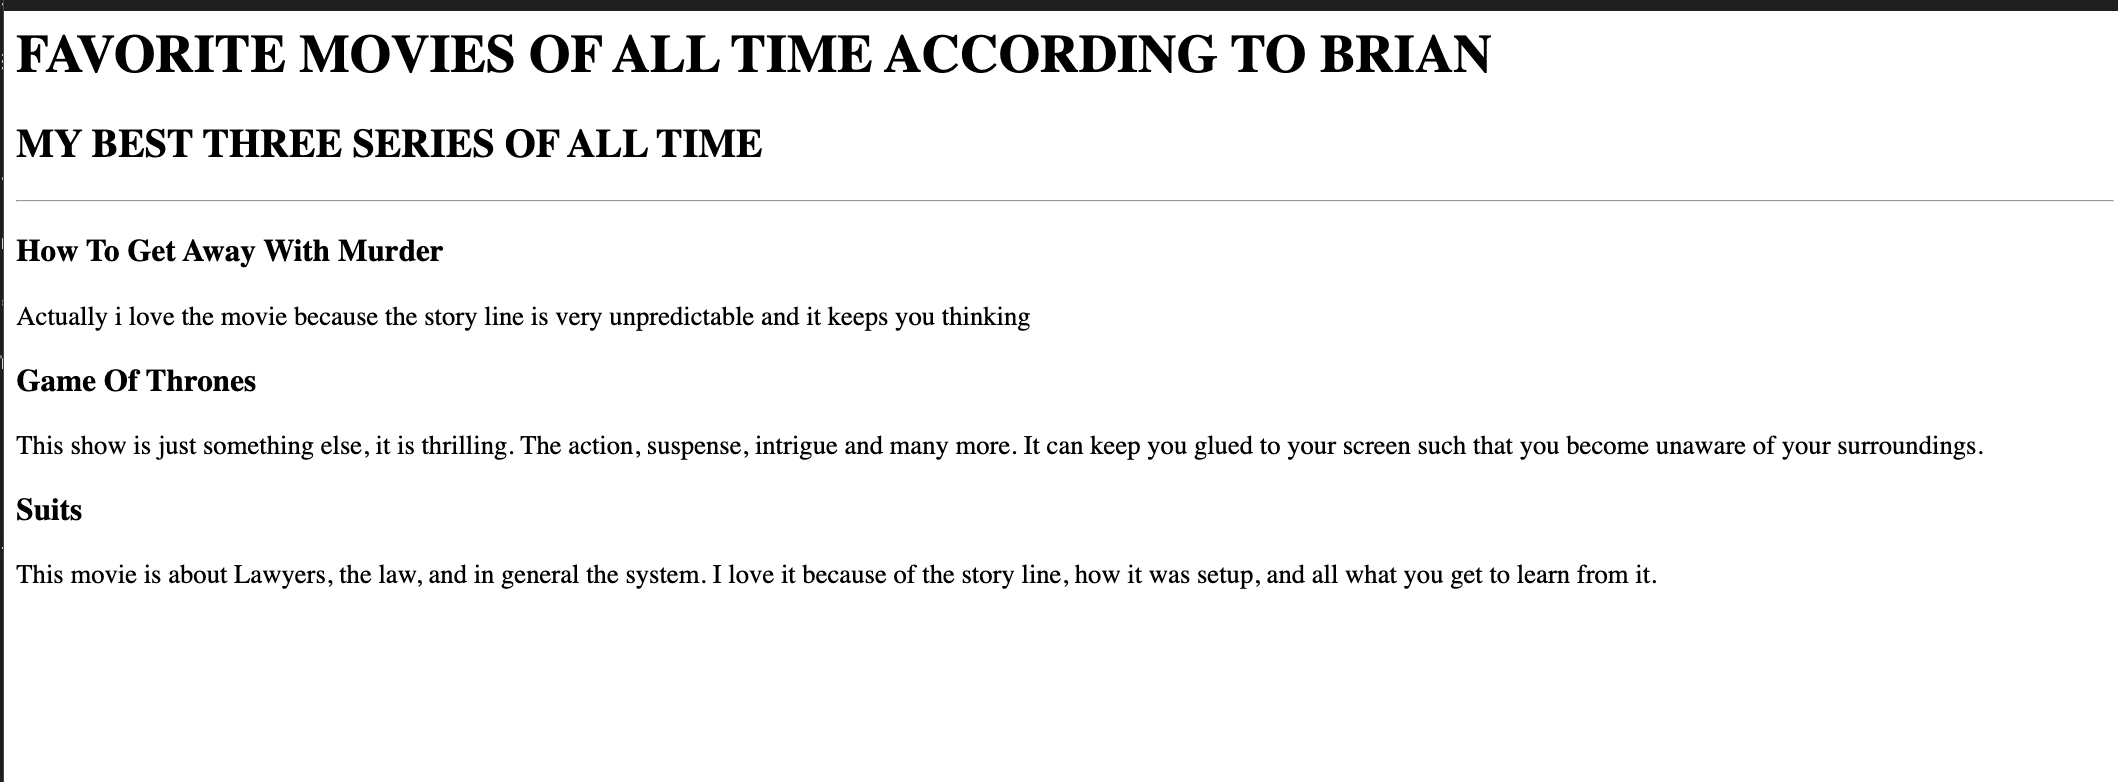 FAVORITE MOVIES OF ALL TIME ACCORDING TO BRIAN
MY BEST THREE SERIES OF ALL TIME
How To Get Away With Murder
Actually i love the movie because the story line is very unpredictable and it keeps you thinking
Game Of Thrones
This show is just something else, it is thrilling. The action, suspense, intrigue and many more. It can keep you glued to your screen such that you become unaware of your surroundings.
Suits
This movie is about Lawyers, the law, and in general the system. I love it because of the story line, how it was setup, and all what you get to learn from it.